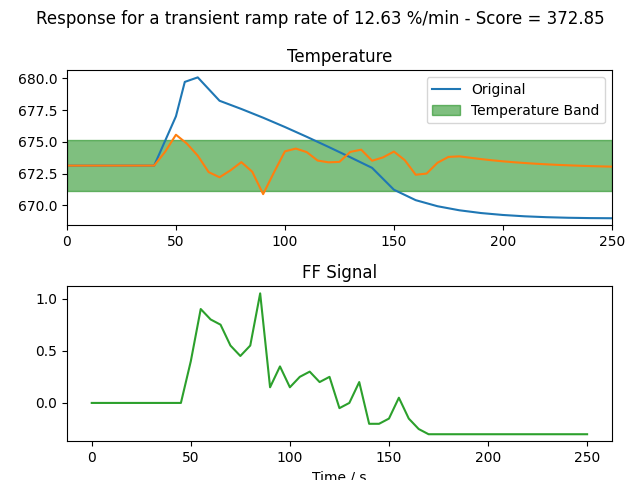 Response for a transient ramp rate of 12.63 %/min - Score = 372.85
Temperature
680.0
677.5
675.0
672.5
670.0
Original
Temperature Band
0 50 100 150 200 250
FF Signal
1.0
0.5
0.0
0 50 100 150 200 250
Time / s